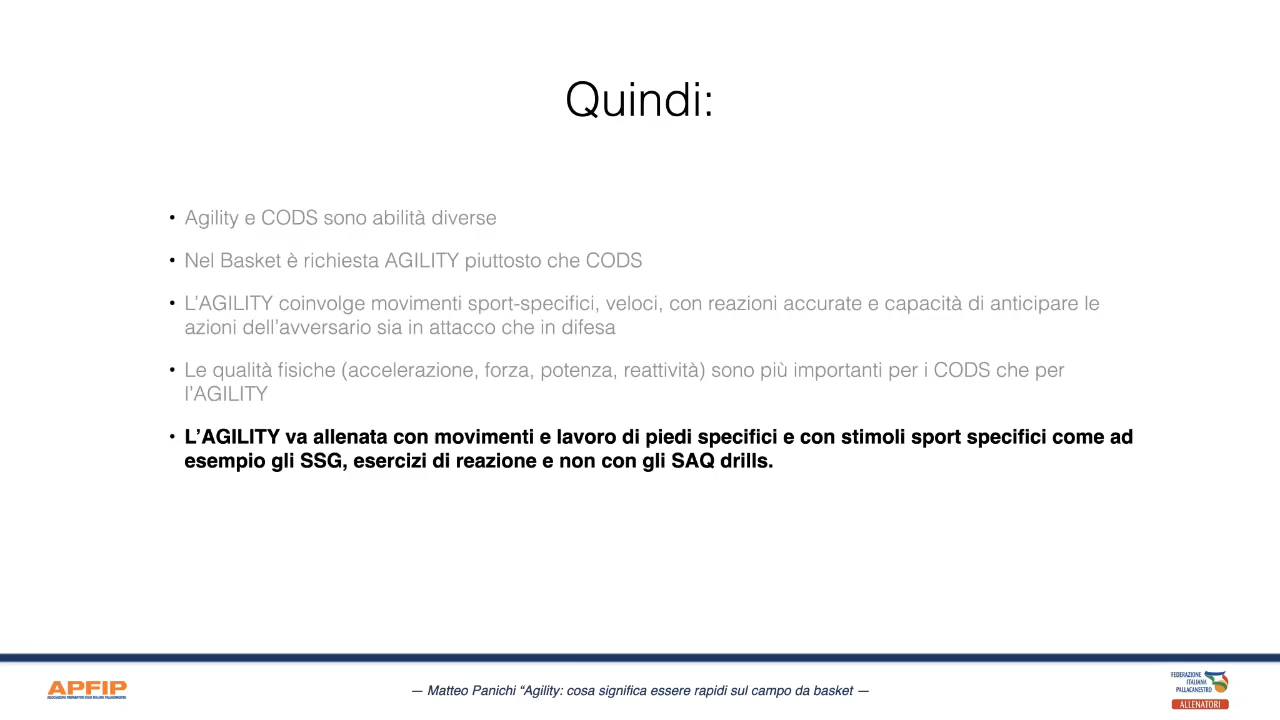 Quindi:
• Agility e CODS sono abilità diverse
• Nel Basket è richiesta AGILITY piuttosto che CODS
• L’AGILITY coinvolge movimenti sport-specifici, veloci, con reazioni accurate e capacità di anticipare le
azioni dell’avversario sia in attacco che in difesa
• Le qualità fisiche (accelerazione, forza, potenza, reattività) sono più importanti per i CODS che per
l’AGILITY
• L’AGILITY va allenata con movimenti e lavoro di piedi specifici e con stimoli sport specifici come ad
esempio gli SSG, esercizi di reazione e non con gli SAQ drills.
APFIP
— Matteo Panichi “Agility: cosa significa essere rapidi sul campo da basket —
FEDERAZIONE
ITALIANA
PALLACANESTRO
ALLENATORI